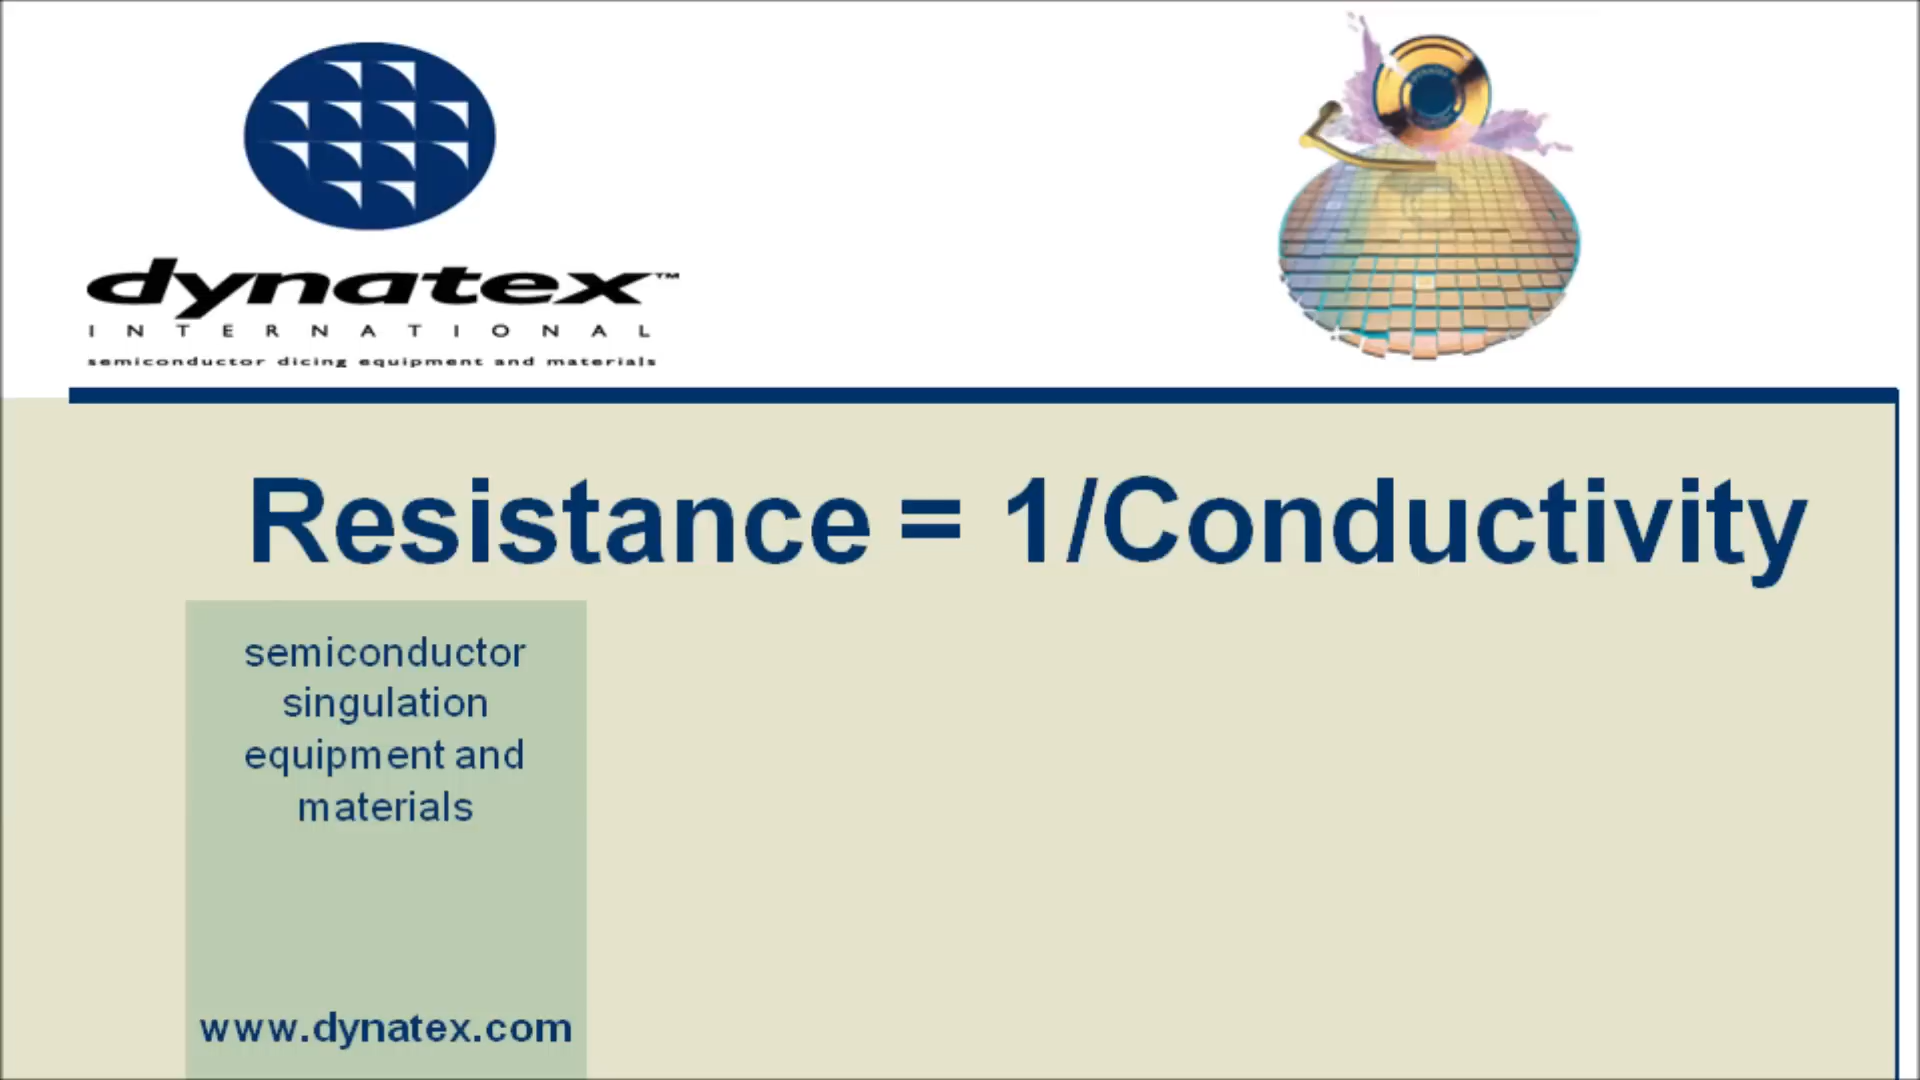 dynatex™
INTERNATIONAL
semiconductor dicing equipment and materials
Resistance = 1/Conductivity
semiconductor
singulation
equipment and
materials
www.dynatex.com